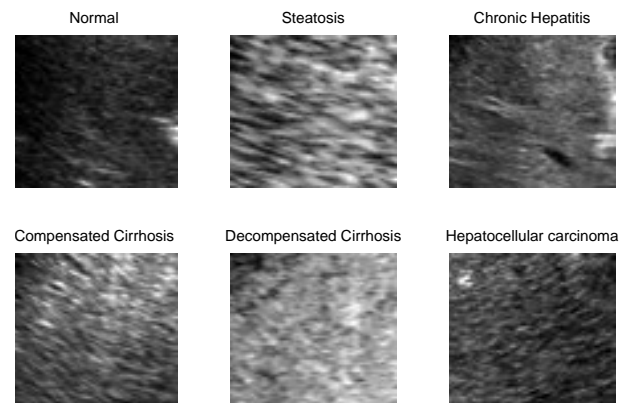 Normal
Steatosis
Chronic Hepatitis
Compensated Cirrhosis
Decompensated Cirrhosis
Hepatocellular carcinoma